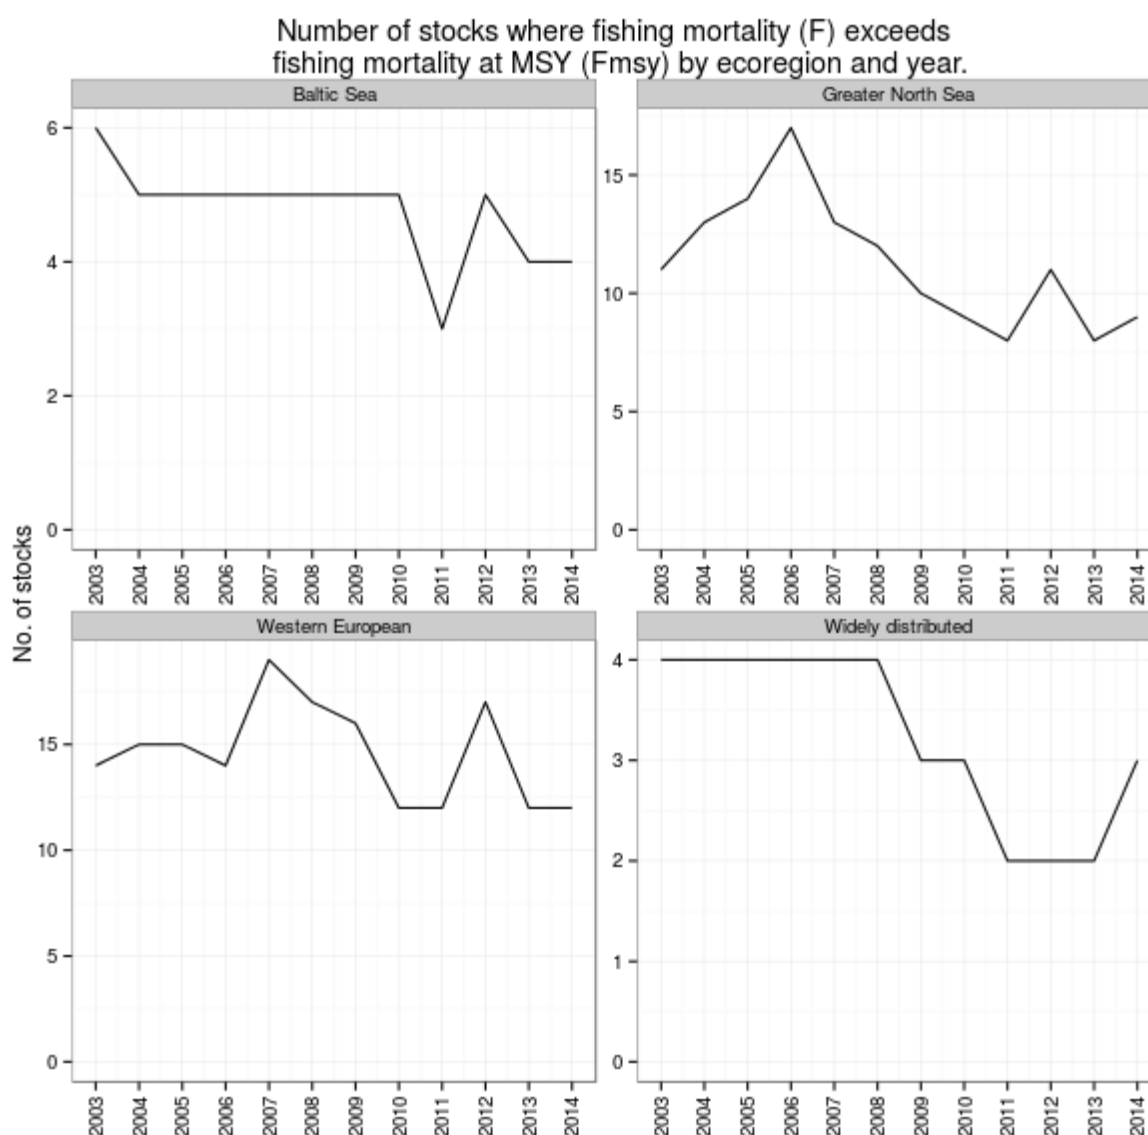 Number of stocks where fishing mortality (F) exceeds
fishing mortality at MSY (Fmsy) by ecoregion and year.
No. of stocks
Baltic Sea
6
4
2
0
2003 2004 2005 2006 2007 2008 2009 2010 2011 2012 2013 2014
Greater North Sea
15
10
5
0
2003 2004 2005 2006 2007 2008 2009 2010 2011 2012 2013 2014
Western European
15
10
5
0
2003 2004 2005 2006 2007 2008 2009 2010 2011 2012 2013 2014
Widely distributed
4
3
2
1
0
2003 2004 2005 2006 2007 2008 2009 2010 2011 2012 2013 2014